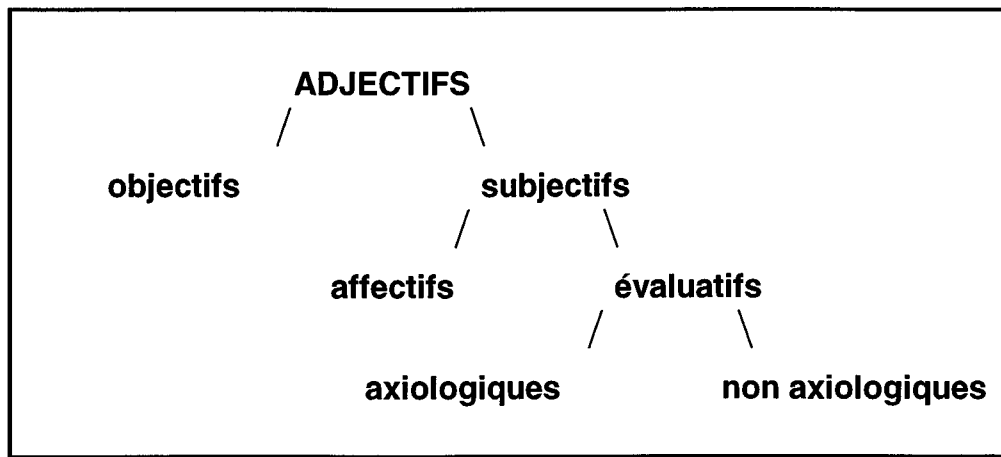 ADJECTIFS
objectifs subjectifs
affectifs évaluatifs
axiologiques non axiologiques